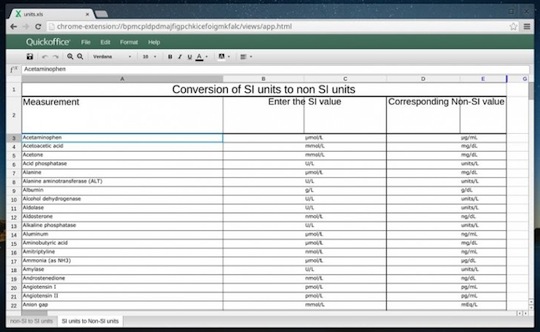 units.xls
chrome-extension://bpmcpldpdmajfigpchkicefoigmkfalc/views/app.html
Quickoffice File Edit Format Help
Verdana 10 B I U A A
fx Acetaminophen
A B C D E G
1 Conversion of SI units to non SI units
2 Measurement Enter the SI value Corresponding Non-SI value
3 Acetaminophen µmol/L µg/mL
4 Acetoacetic acid mmol/L mg/dL
5 Acetone mmol/L mg/dL
6 Acid phosphatase U/L units/L
7 Alanine µmol/L mg/dL
8 Alanine aminotransferase (ALT) U/L units/L
9 Albumin g/L g/dL
10 Alcohol dehydrogenase U/L units/L
11 Aldolase U/L units/L
12 Aldosterone nmol/L ng/dL
13 Alkaline phosphatase U/L units/L
14 Aluminum µmol/L ng/mL
15 Aminobutyric acid µmol/L mg/dL
16 Amitriptyline nmol/L ng/mL
17 Ammonia (as NH3) µmol/L µg/dL
18 Amylase U/L units/L
19 Androstenedione nmol/L ng/dL
20 Angiotensin I pmol/L pg/mL
21 Angiotensin II pmol/L pg/mL
22 Anion gap mmol/L mEq/L
non-SI to SI units SI units to Non-SI units